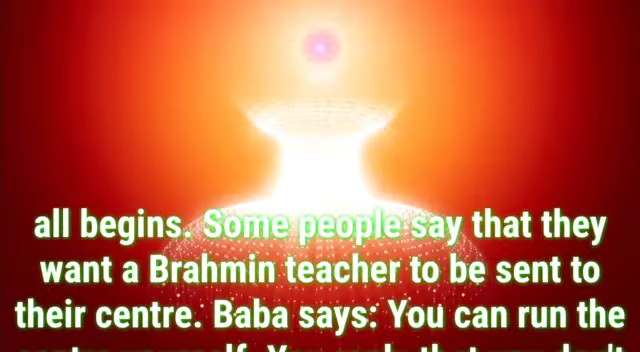 all begins. Some people say that they
want a Brahmin teacher to be sent to
their centre. Baba says: You can run the